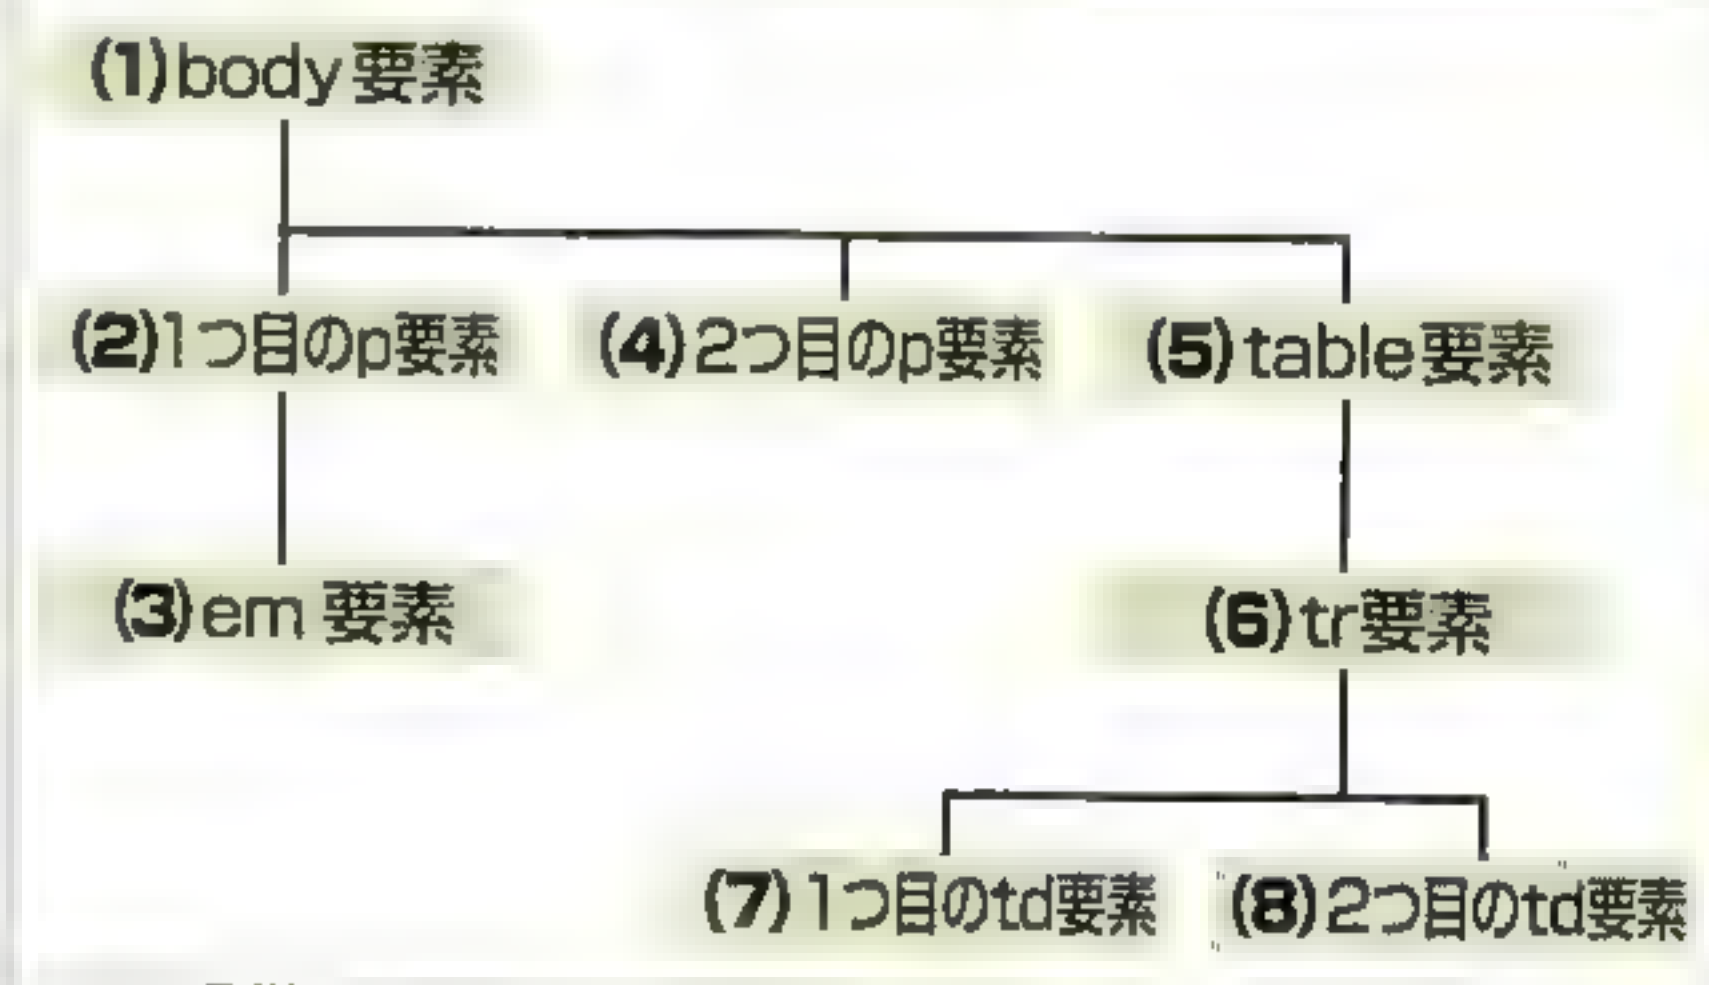 (1)body要素
(2)1つ目のp要素
(4)2つ目のp要素
(5)table要素
(3)em 要素
(6)tr要素
(7)1つ目のtd要素
(8)2つ目のtd要素